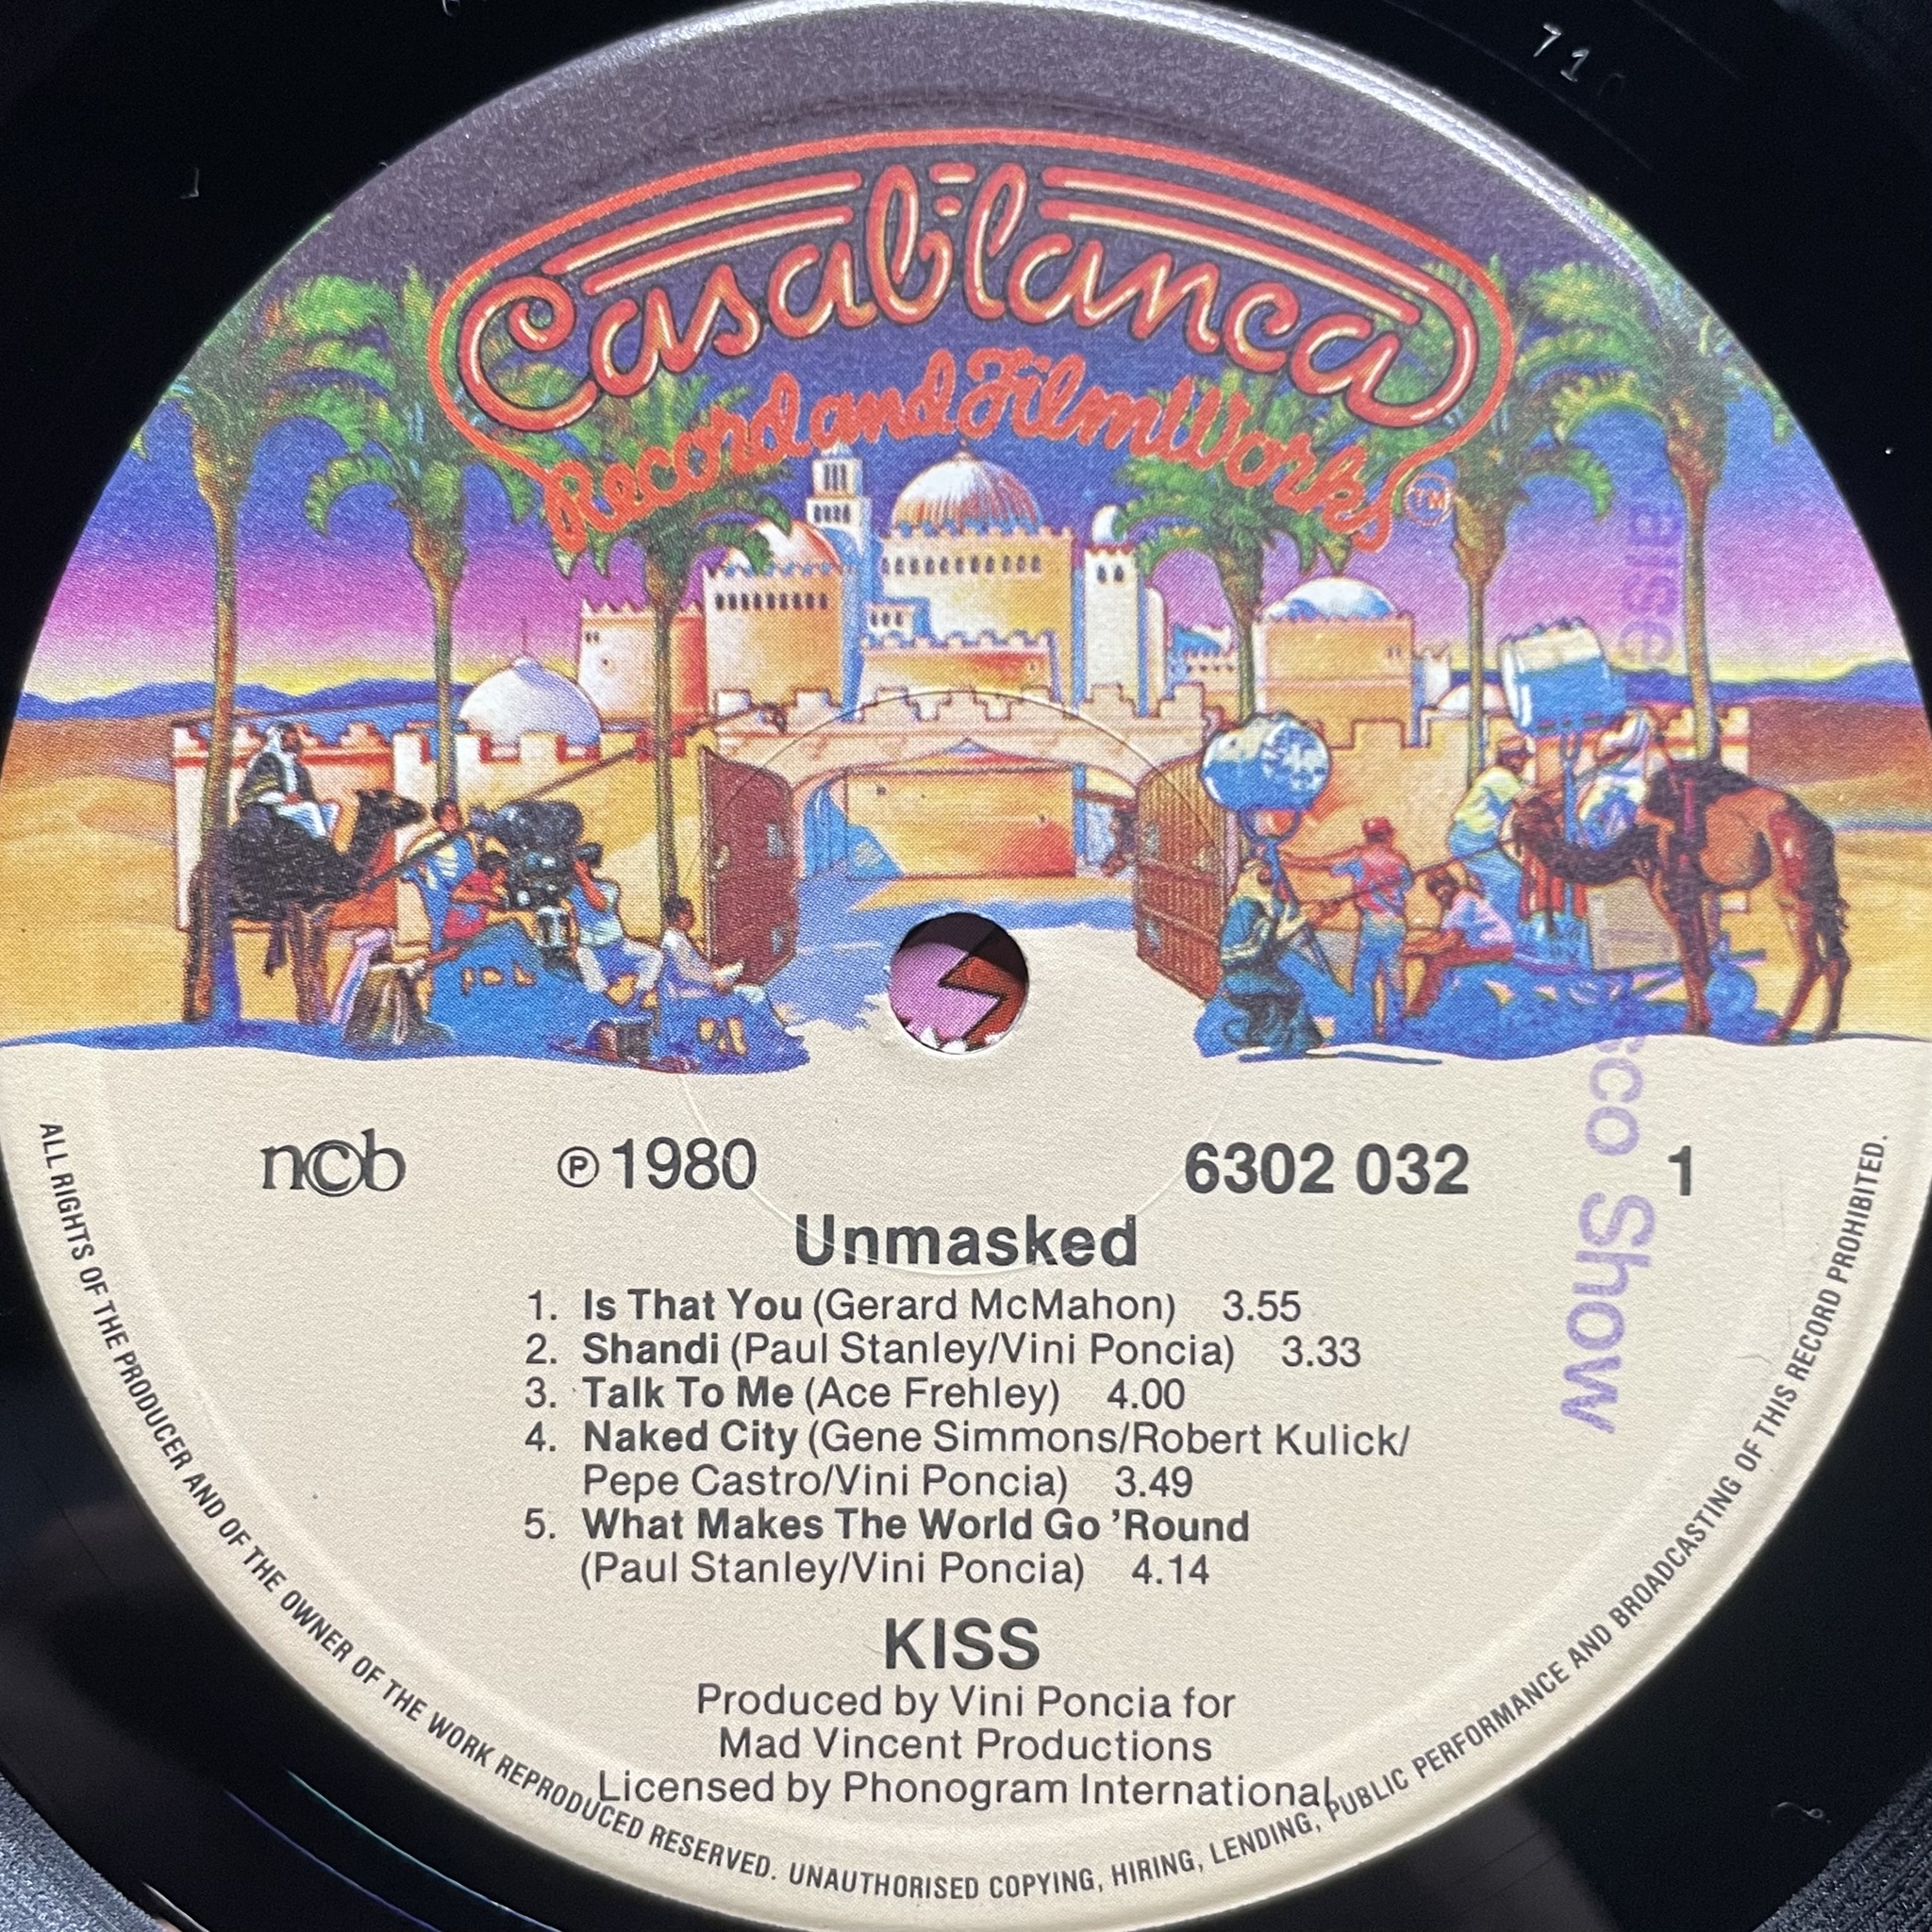 71
Casablanca
Record and FilmWorks
TM
ncb
℗ 1980
6302 032
1
Unmasked
1. Is That You (Gerard McMahon) 3.55
2. Shandi (Paul Stanley/Vini Poncia) 3.33
3. Talk To Me (Ace Frehley) 4.00
4. Naked City (Gene Simmons/Robert Kulick/
Pepe Castro/Vini Poncia) 3.49
5. What Makes The World Go ’Round
(Paul Stanley/Vini Poncia) 4.14
KISS
Produced by Vini Poncia for
Mad Vincent Productions
Licensed by Phonogram International
ALL RIGHTS OF THE PRODUCER AND OF THE OWNER OF THE WORK REPRODUCED RESERVED. UNAUTHORISED COPYING, HIRING, LENDING, PUBLIC PERFORMANCE AND BROADCASTING OF THIS RECORD PROHIBITED.
Show